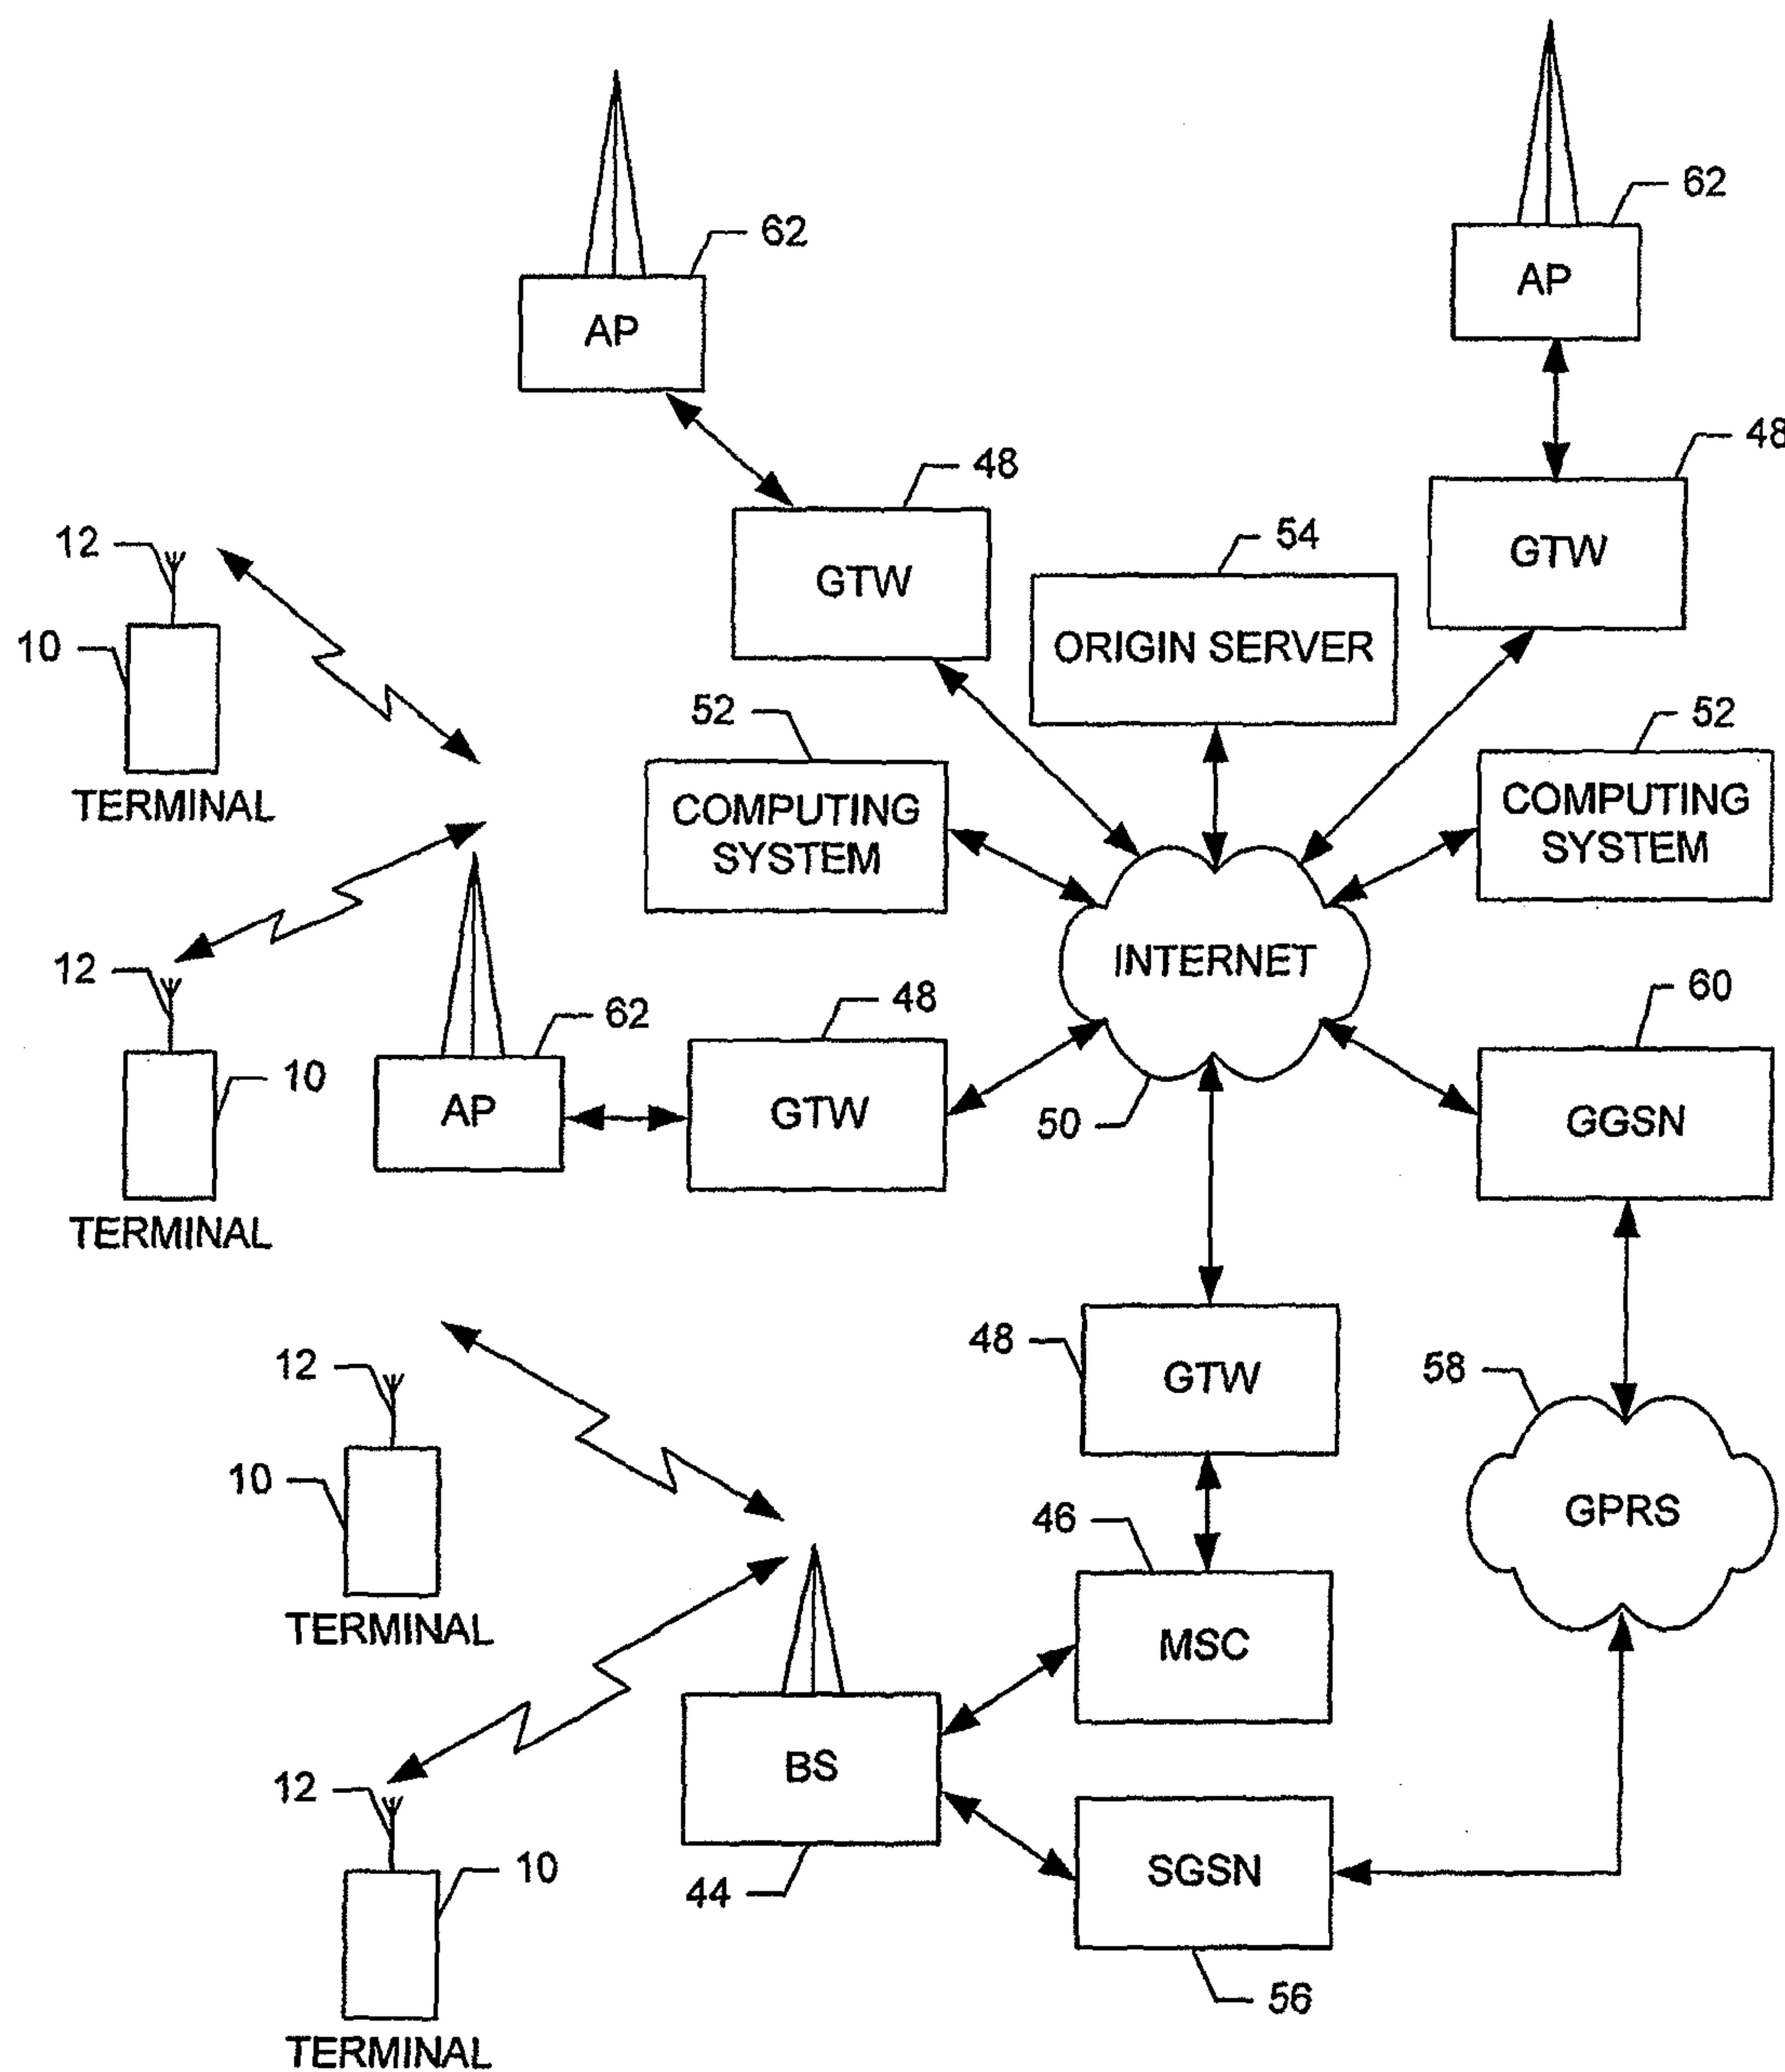 62
AP
62
AP
48
GTW
48
GTW
54
ORIGIN SERVER
12
10
TERMINAL
52
COMPUTING
SYSTEM
52
COMPUTING
SYSTEM
INTERNET
50
12
10
TERMINAL
62
AP
48
GTW
60
GGSN
48
GTW
58
GPRS
12
10
TERMINAL
46
MSC
BS
44
12
10
TERMINAL
SGSN
56